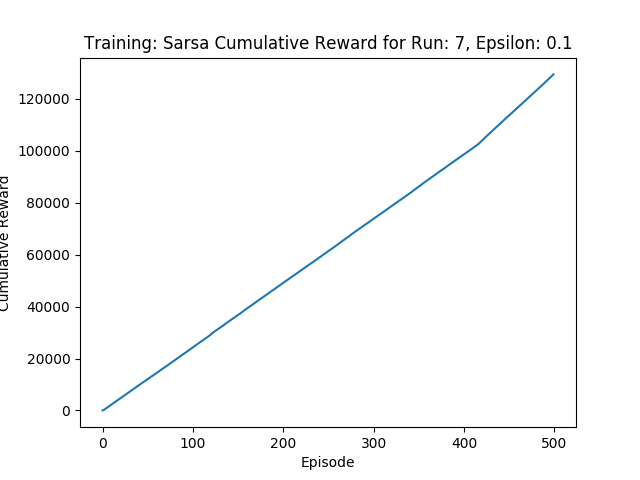 Training: Sarsa Cumulative Reward for Run: 7, Epsilon: 0.1
120000
100000
80000
60000
40000
20000
0
Cumulative Reward
0 100 200 300 400 500
Episode